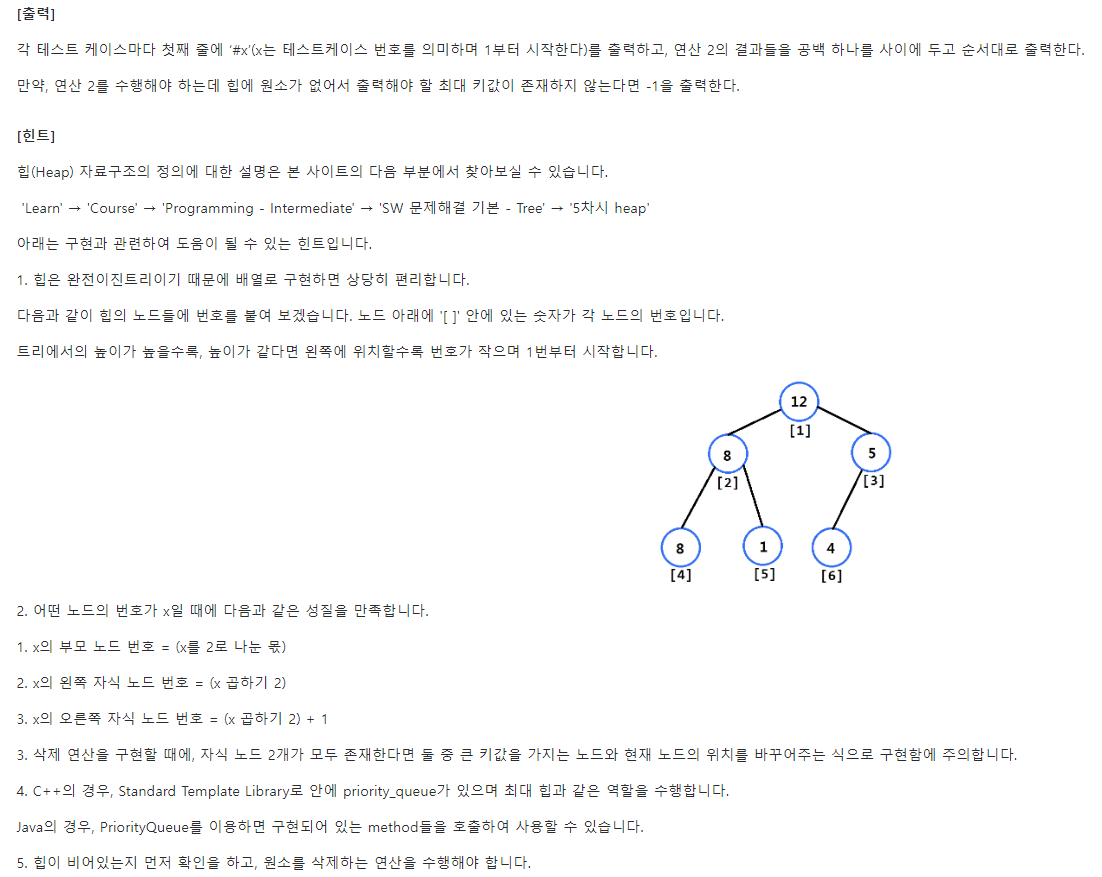 [출력]
각 테스트 케이스마다 첫째 줄에 ‘#x’(x는 테스트케이스 번호를 의미하며 1부터 시작한다)를 출력하고, 연산 2의 결과들을 공백 하나를 사이에 두고 순서대로 출력한다.
만약, 연산 2를 수행해야 하는데 힙에 원소가 없어서 출력해야 할 최대 키값이 존재하지 않는다면 -1을 출력한다.
[힌트]
힙(Heap) 자료구조의 정의에 대한 설명은 본 사이트의 다음 부분에서 찾아보실 수 있습니다.
'Learn' → 'Course' → 'Programming - Intermediate' → 'SW 문제해결 기본 - Tree' → '5차시 heap'
아래는 구현과 관련하여 도움이 될 수 있는 힌트입니다.
1. 힙은 완전이진트리이기 때문에 배열로 구현하면 상당히 편리합니다.
다음과 같이 힙의 노드들에 번호를 붙여 보겠습니다. 노드 아래에 '[ ]' 안에 있는 숫자가 각 노드의 번호입니다.
트리에서의 높이가 높을수록, 높이가 같다면 왼쪽에 위치할수록 번호가 작으며 1번부터 시작합니다.
12
[1]
8 5
[2] [3]
8 1 4
[4] [5] [6]
2. 어떤 노드의 번호가 x일 때에 다음과 같은 성질을 만족합니다.
1. x의 부모 노드 번호 = (x를 2로 나눈 몫)
2. x의 왼쪽 자식 노드 번호 = (x 곱하기 2)
3. x의 오른쪽 자식 노드 번호 = (x 곱하기 2) + 1
3. 삭제 연산을 구현할 때에, 자식 노드 2개가 모두 존재한다면 둘 중 큰 키값을 가지는 노드와 현재 노드의 위치를 바꾸어주는 식으로 구현함에 주의합니다.
4. C++의 경우, Standard Template Library로 안에 priority_queue가 있으며 최대 힙과 같은 역할을 수행합니다.
Java의 경우, PriorityQueue를 이용하면 구현되어 있는 method들을 호출하여 사용할 수 있습니다.
5. 힙이 비어있는지 먼저 확인을 하고, 원소를 삭제하는 연산을 수행해야 합니다.